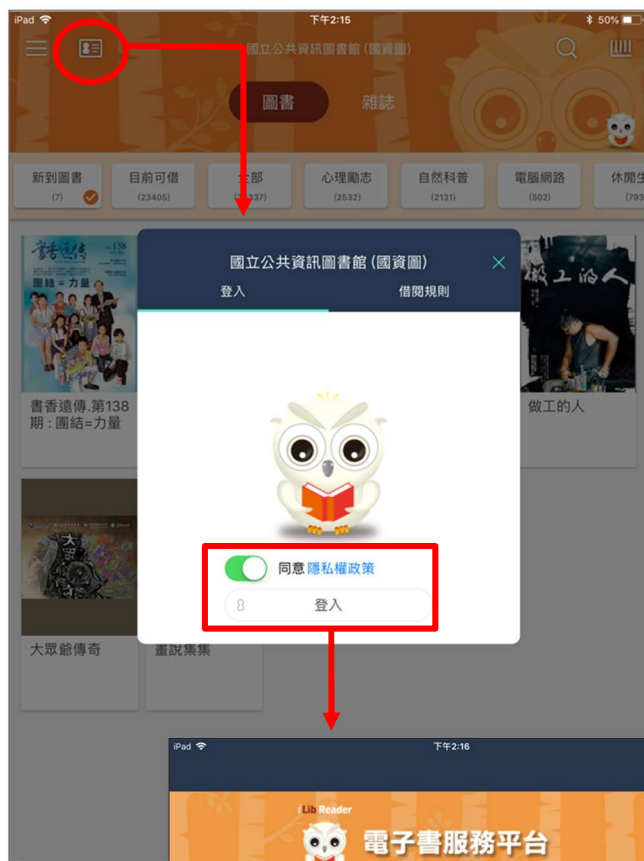 iPad 下午2:15 50%
國立公共資訊圖書館 (國資圖)
圖書 雜誌
新到圖書 目前可借 全部 心理勵志 自然科普 電腦網路
(7) (23405) (2532) (2131) (502) (793
國立公共資訊圖書館 (國資圖)
登入 借閱規則
書香遠傳 138
團結=力量
做工的人
書香遠傳.第138
期 : 團結=力量
做工的人
同意 隱私權政策
登入
大眾爺傳奇 畫說集集
iPad 下午2:16
iLib Reader
電子書服務平台